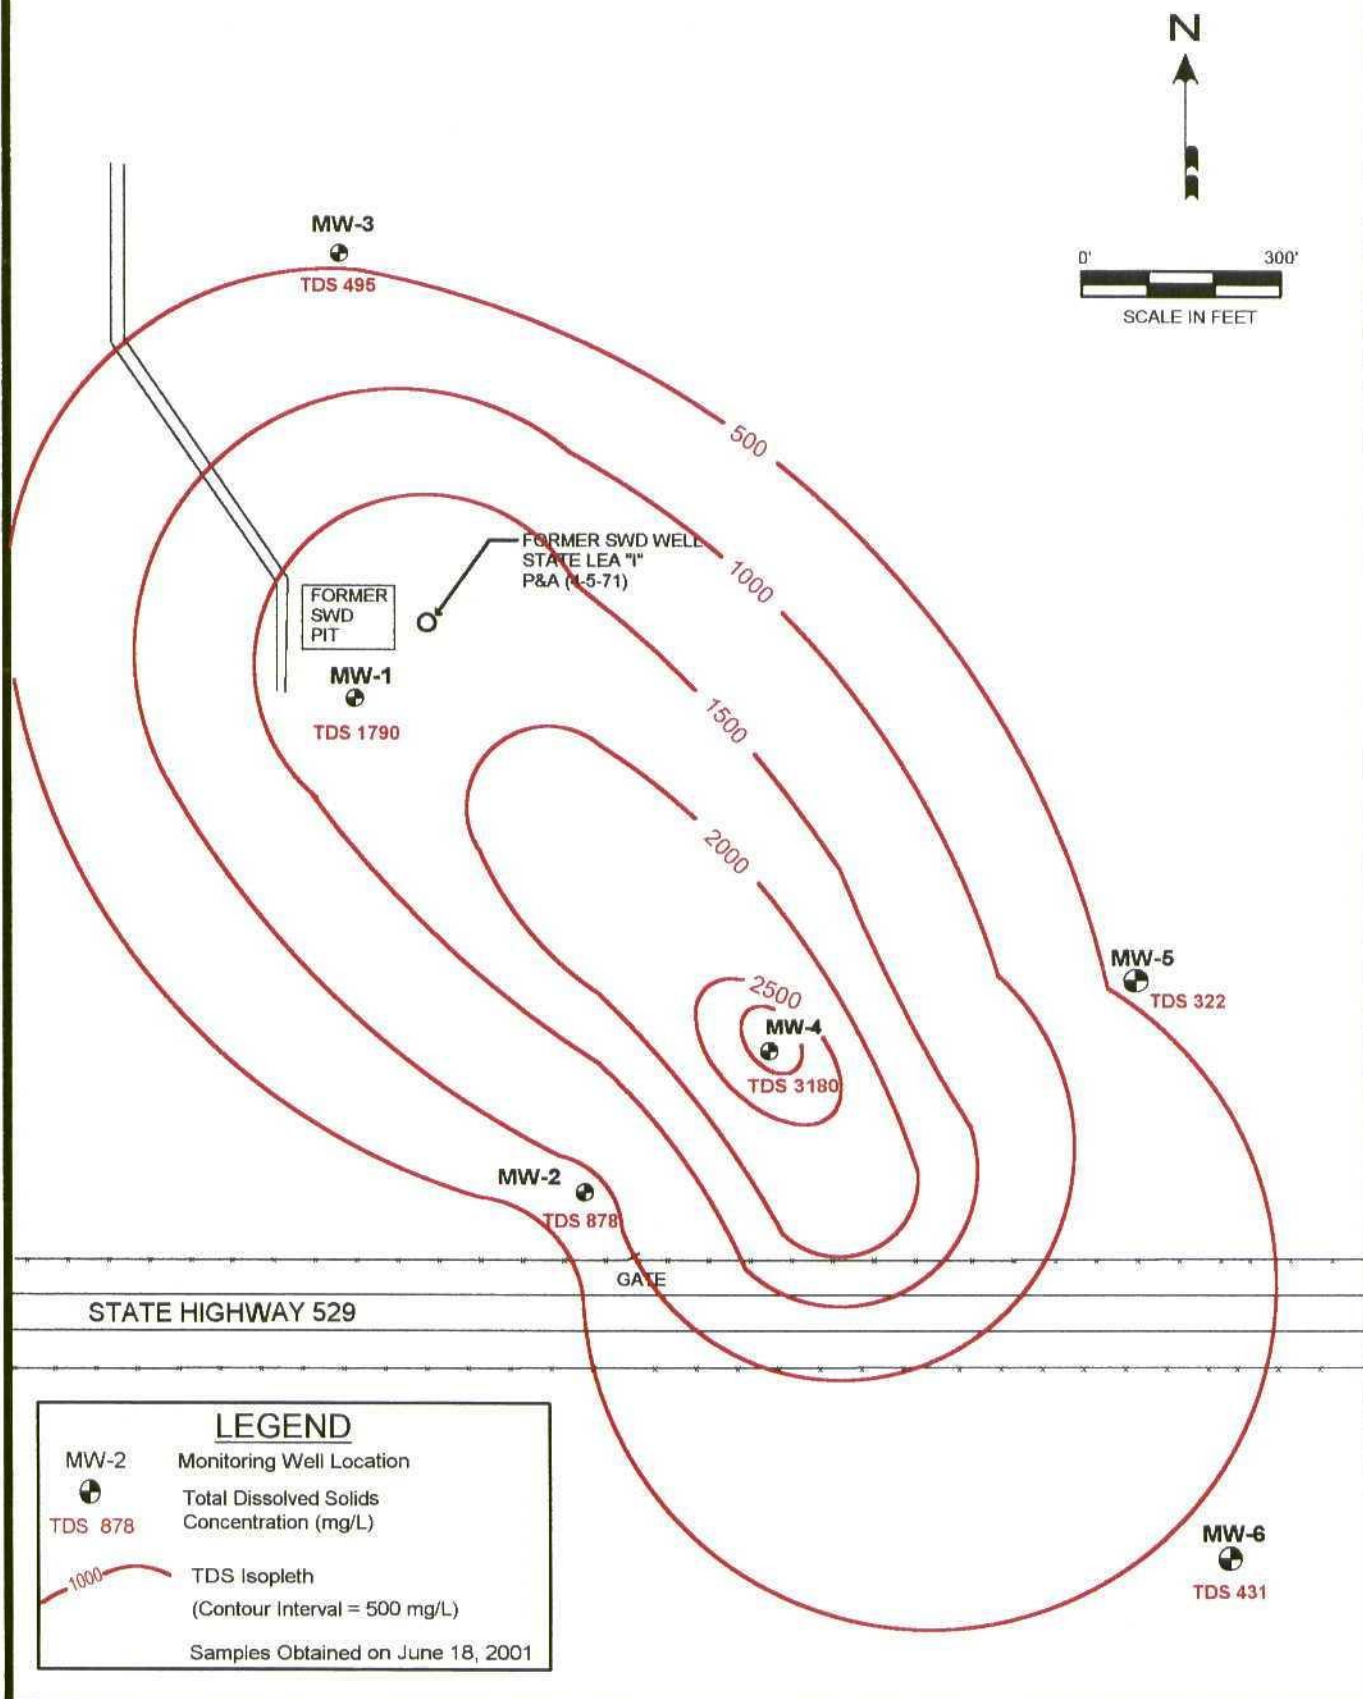 N
0' 300'
SCALE IN FEET
MW-3
TDS 495
500
1000
1500
2000
2500
FORMER SWD WELL
STATE LEA "I"
P&A (4-5-71)
FORMER
SWD
PIT
MW-1
TDS 1790
MW-4
TDS 3180
MW-5
TDS 322
MW-2
TDS 878
GATE
STATE HIGHWAY 529
MW-6
TDS 431
LEGEND
MW-2 Monitoring Well Location
Total Dissolved Solids
TDS 878 Concentration (mg/L)
1000 TDS Isopleth
(Contour Interval = 500 mg/L)
Samples Obtained on June 18, 2001